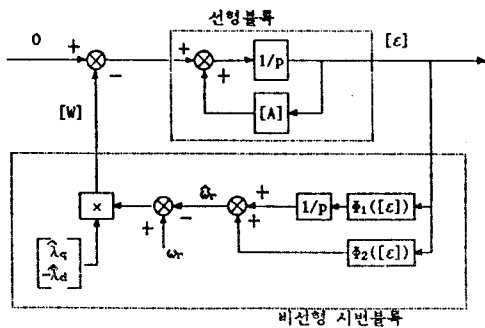 선형블록
0
+
-
+
+
1/p
[ε]
[A]
[W]
×
ω̂r
+
-
ωr
+
+
1/p
Φ₁([ε])
Φ₂([ε])
λ̂q
-λ̂d
비선형 시변블록